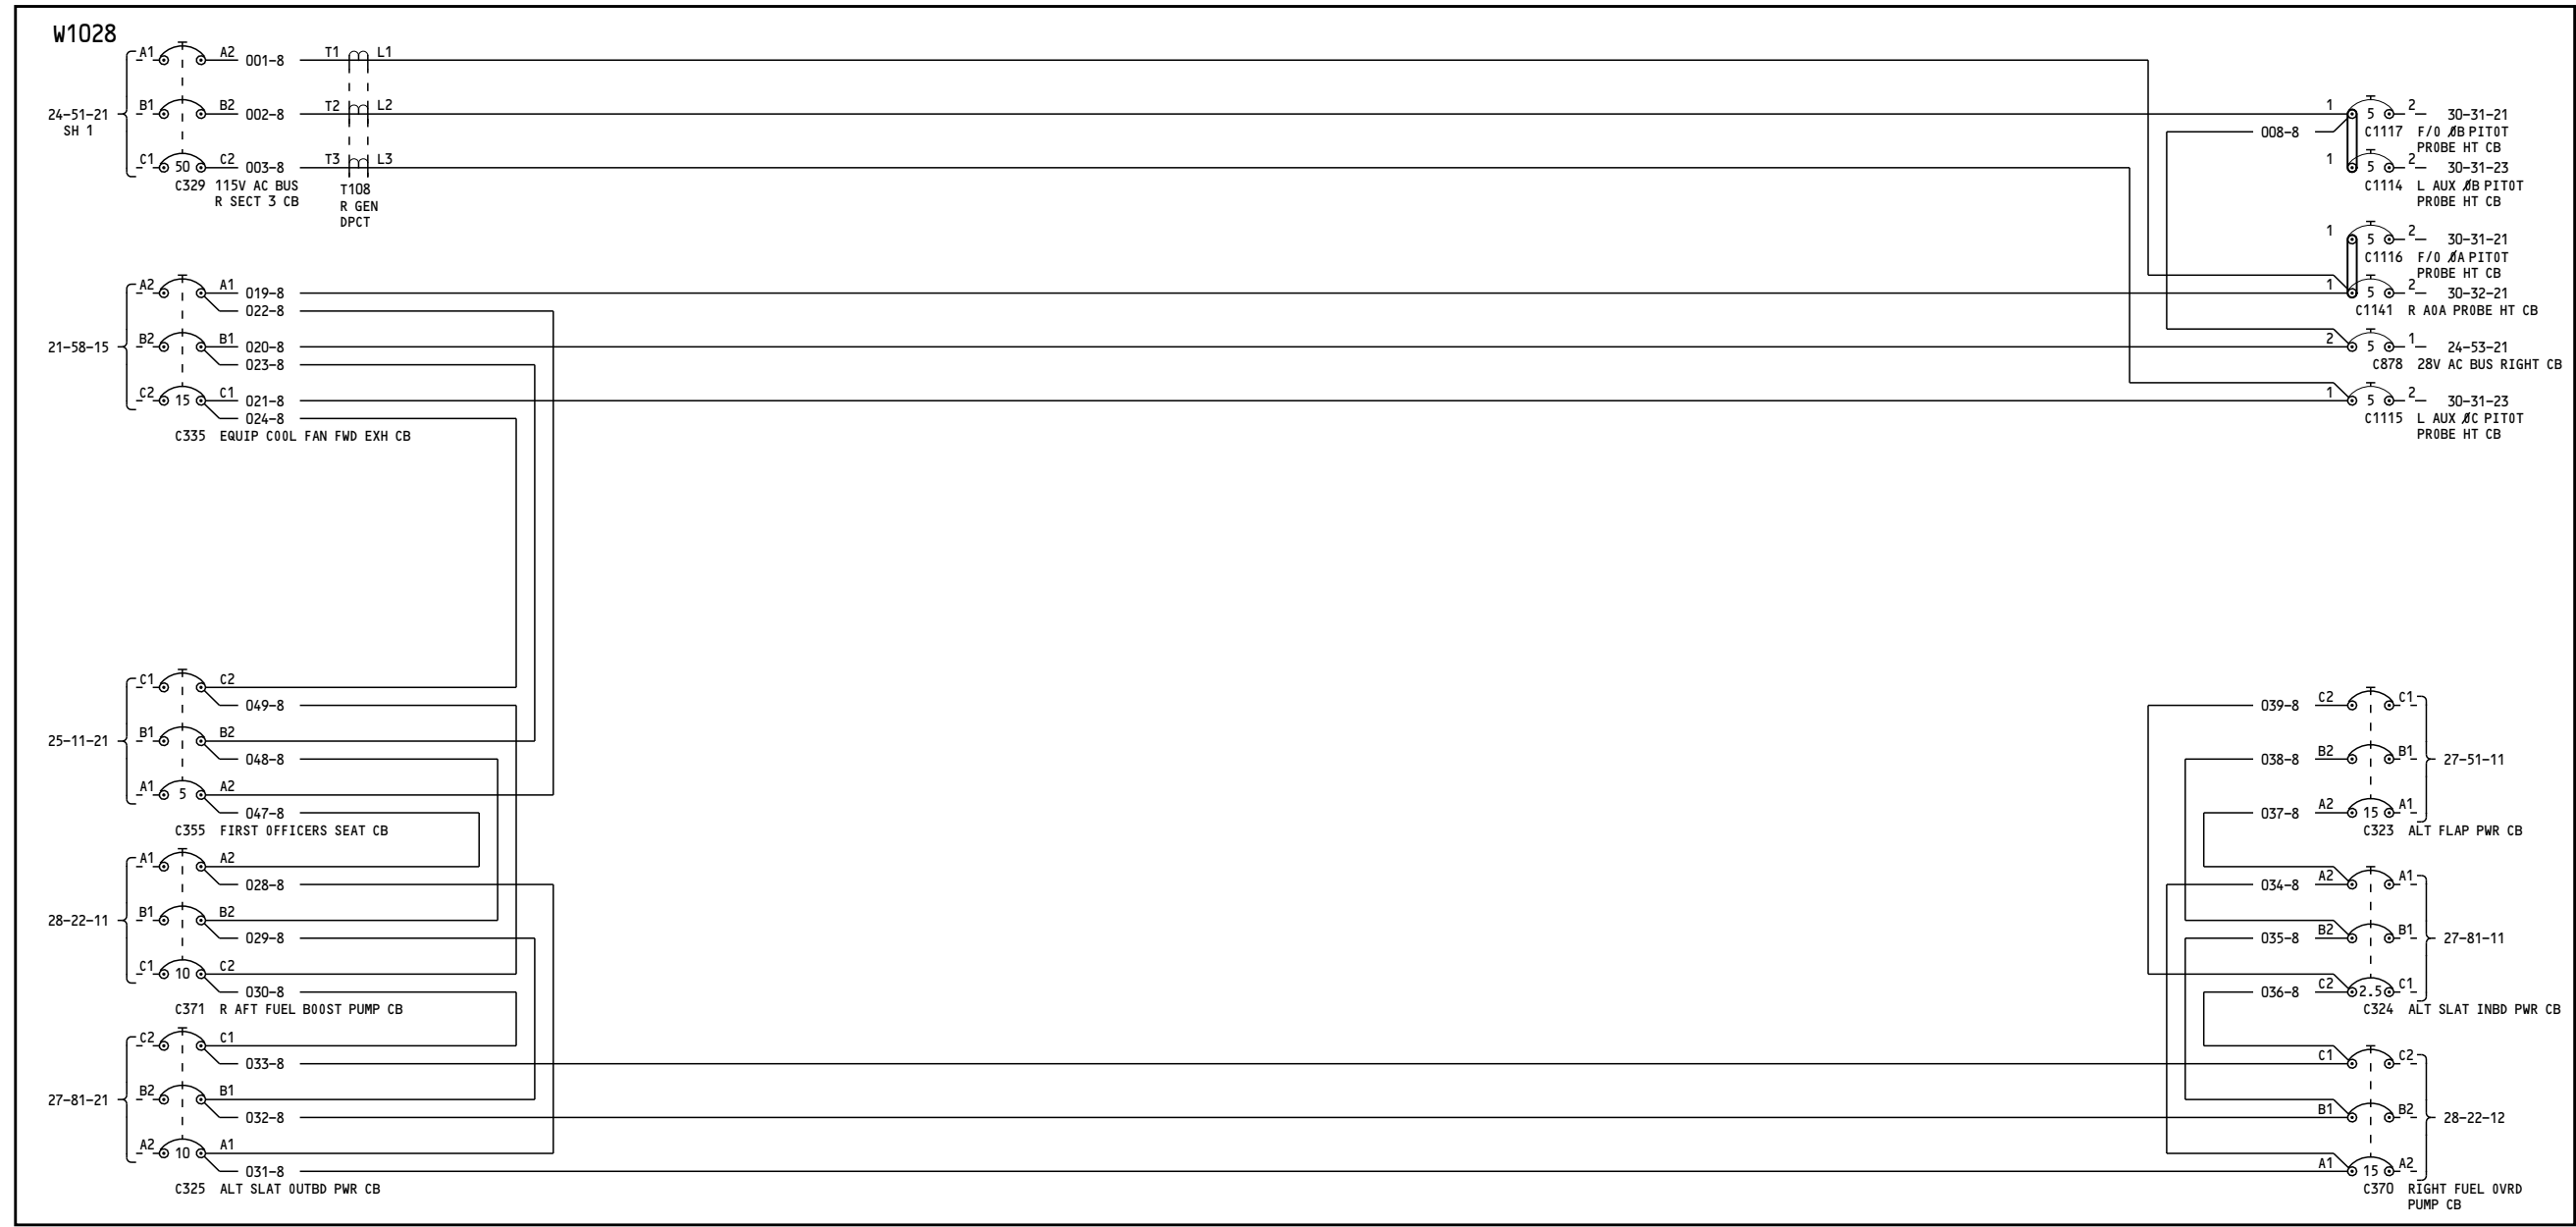 W1028
A1 A2 001-8 T1 L1
24-51-21
SH 1
B1 B2 002-8 T2 L2
C1 50 C2 003-8 T3 L3
C329 115V AC BUS
R SECT 3 CB
T108
R GEN
DPCT
1 5 2 30-31-21
008-8 C1117 F/O ØB PITOT
PROBE HT CB
1 5 2 30-31-23
C1114 L AUX ØB PITOT
PROBE HT CB
1 5 2 30-31-21
C1116 F/O ØA PITOT
PROBE HT CB
1 5 2 30-32-21
C1141 R AOA PROBE HT CB
2 5 1 24-53-21
C878 28V AC BUS RIGHT CB
1 5 2 30-31-23
C1115 L AUX ØC PITOT
PROBE HT CB
A2 A1 019-8
022-8
21-58-15 B2 B1 020-8
023-8
C2 15 C1 021-8
024-8
C335 EQUIP COOL FAN FWD EXH CB
C1 C2
049-8
25-11-21 B1 B2
048-8
A1 5 A2
047-8
C355 FIRST OFFICERS SEAT CB
A1 A2
028-8
28-22-11 B1 B2
029-8
C1 10 C2
030-8
C371 R AFT FUEL BOOST PUMP CB
C2 C1
033-8
27-81-21 B2 B1
032-8
A2 10 A1
031-8
C325 ALT SLAT OUTBD PWR CB
039-8 C2 C1
038-8 B2 B1 27-51-11
037-8 A2 15 A1
C323 ALT FLAP PWR CB
034-8 A2 A1
035-8 B2 B1 27-81-11
036-8 C2 2.5 C1
C324 ALT SLAT INBD PWR CB
C1 C2
B1 B2 28-22-12
A1 15 A2
C370 RIGHT FUEL OVRD
PUMP CB